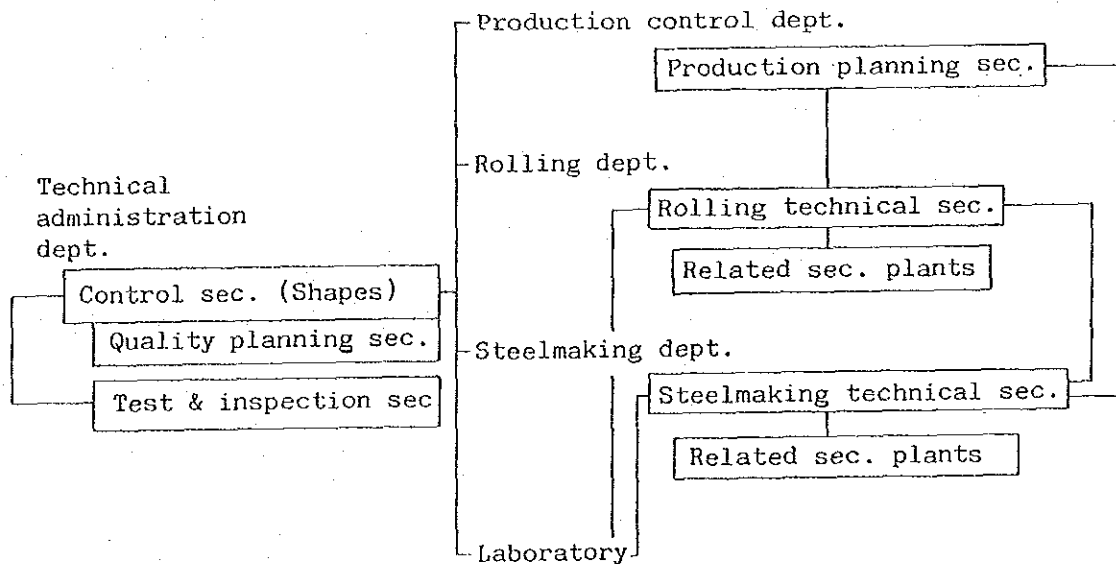 Production control dept.
Production planning sec.
Rolling dept.
Technical
administration
dept.
Rolling technical sec.
Related sec. plants
Control sec. (Shapes)
Quality planning sec.
Steelmaking dept.
Test & inspection sec
Steelmaking technical sec.
Related sec. plants
Laboratory